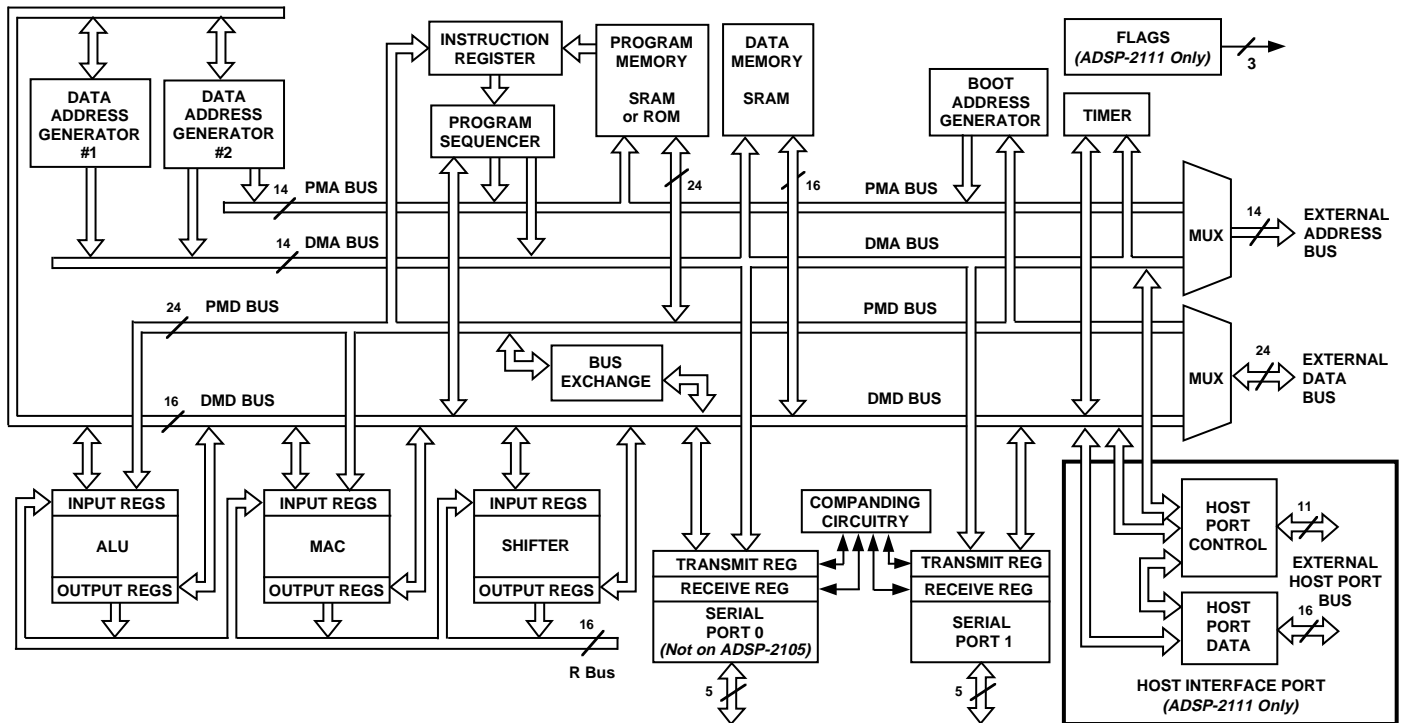 INSTRUCTION
REGISTER
PROGRAM
MEMORY
SRAM
or ROM
DATA
MEMORY
SRAM
FLAGS
(ADSP-2111 Only)
3
DATA
ADDRESS
GENERATOR
#1
DATA
ADDRESS
GENERATOR
#2
PROGRAM
SEQUENCER
BOOT
ADDRESS
GENERATOR
TIMER
24
16
14
PMA BUS
PMA BUS
14
DMA BUS
DMA BUS
MUX
14
EXTERNAL
ADDRESS
BUS
24
PMD BUS
PMD BUS
BUS
EXCHANGE
MUX
24
EXTERNAL
DATA
BUS
16
DMD BUS
DMD BUS
INPUT REGS
ALU
OUTPUT REGS
INPUT REGS
MAC
OUTPUT REGS
INPUT REGS
SHIFTER
OUTPUT REGS
16
R Bus
COMPANDING
CIRCUITRY
TRANSMIT REG
RECEIVE REG
SERIAL
PORT 0
(Not on ADSP-2105)
5
TRANSMIT REG
RECEIVE REG
SERIAL
PORT 1
5
HOST
PORT
CONTROL
11
EXTERNAL
HOST PORT
BUS
HOST
PORT
DATA
16
HOST INTERFACE PORT
(ADSP-2111 Only)